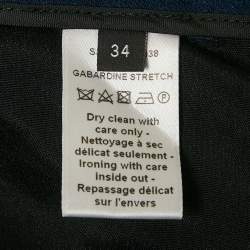 34
38
GABARDINE STRETCH
Dry clean with
care only -
Nettoyage à sec
délicat seulement -
Ironing with care
inside out -
Repassage délicat
sur l'envers